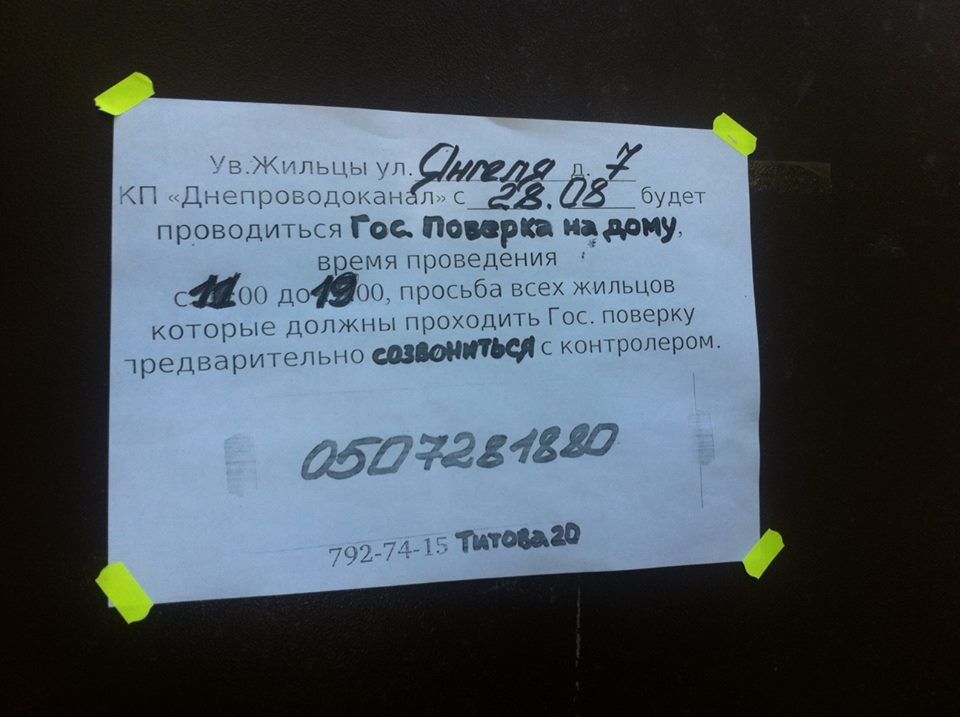 Ув.Жильцы ул. Янгеля д. 7
КП «Днепроводоканал» с 28.08 будет
проводиться Гос. Поверка на дому,
время проведения
с 11:00 до 19:00, просьба всех жильцов
которые должны проходить Гос. поверку
предварительно созвониться с контролером.
0507281880
792-74-15 Титова 20